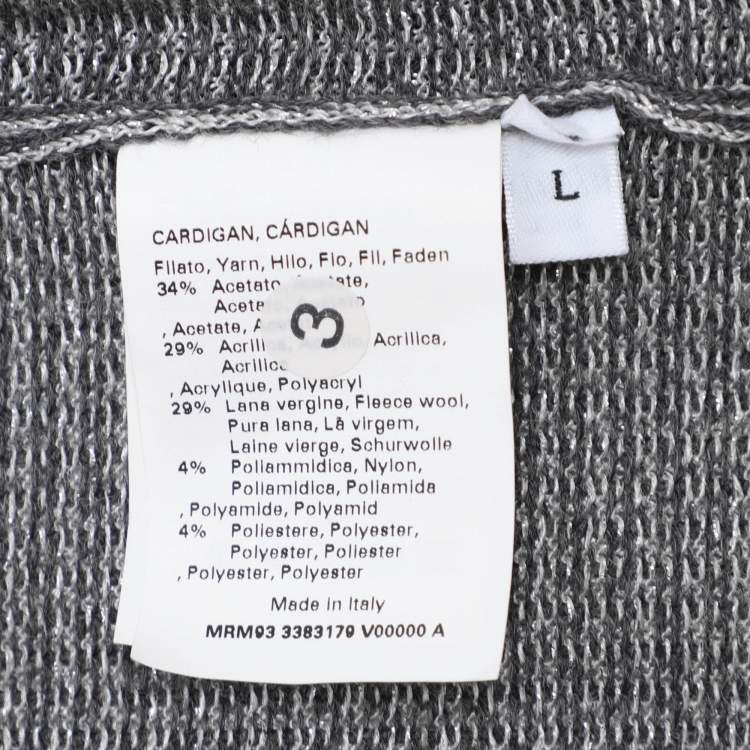 L
CARDIGAN, CÁRDIGAN
Filato, Yarn, Hilo, Fio, Fil, Faden
34% Acetato
, Acetate,
29% Acrilica,
, Acrylique, Polyacryl
29% Lana vergine, Fleece wool,
Pura lana, Lâ virgem,
Laine vierge, Schurwolle
4% Poliammidica, Nylon,
Poliamidica, Poliamida
, Polyamide, Polyamid
4% Poliestere, Polyester,
Polyester, Poliester
, Polyester, Polyester
Made in Italy
MRM93 3383179 V00000 A
3